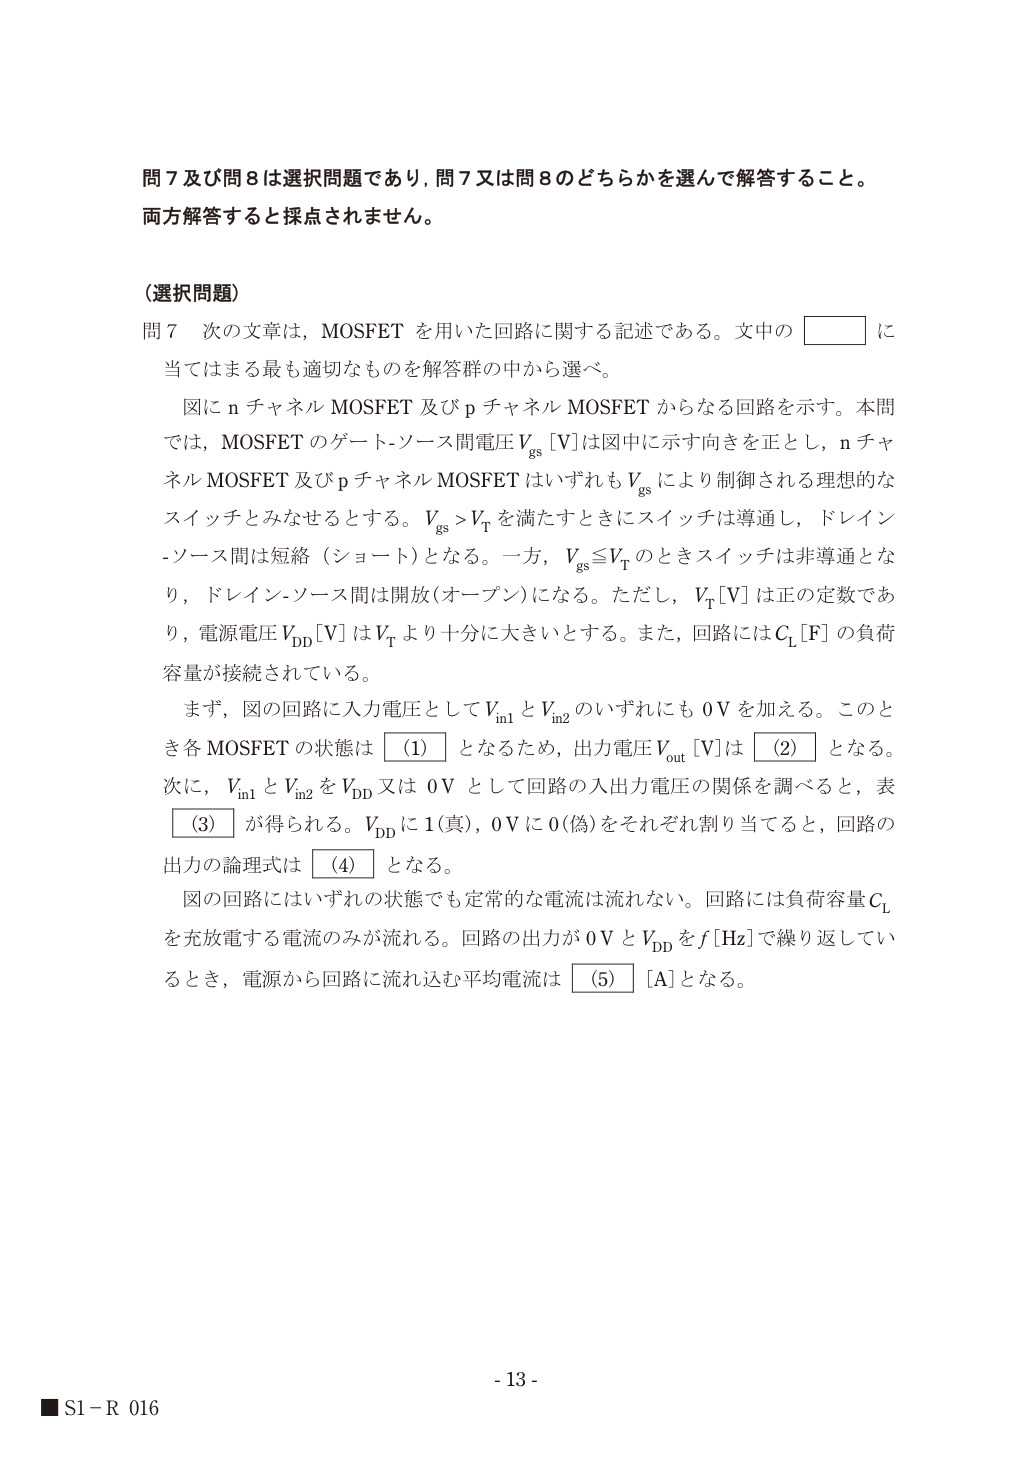 問7及び問8は選択問題であり，問7又は問8のどちらかを選んで解答すること。
両方解答すると採点されません。
（選択問題）
問7　次の文章は，MOSFET を用いた回路に関する記述である。文中の　　　に
当てはまる最も適切なものを解答群の中から選べ。
図に n チャネル MOSFET 及び p チャネル MOSFET からなる回路を示す。本問
では，MOSFET のゲート-ソース間電圧 Vgs [V]は図中に示す向きを正とし，n チャ
ネル MOSFET 及び p チャネル MOSFET はいずれも Vgs により制御される理想的な
スイッチとみなせるとする。Vgs > VT を満たすときにスイッチは導通し，ドレイン
-ソース間は短絡（ショート）となる。一方，Vgs ≦ VT のときスイッチは非導通とな
り，ドレイン-ソース間は開放(オープン)になる。ただし，VT [V] は正の定数であ
り，電源電圧 VDD [V] は VT より十分に大きいとする。また，回路には CL [F] の負荷
容量が接続されている。
まず，図の回路に入力電圧として Vin1 と Vin2 のいずれにも 0 V を加える。このと
き各 MOSFET の状態は (1) となるため，出力電圧 Vout [V]は (2) となる。
次に，Vin1 と Vin2 を VDD 又は 0 V として回路の入出力電圧の関係を調べると，表
(3) が得られる。VDD に 1(真)，0 V に 0(偽)をそれぞれ割り当てると，回路の
出力の論理式は (4) となる。
図の回路にはいずれの状態でも定常的な電流は流れない。回路には負荷容量 CL
を充放電する電流のみが流れる。回路の出力が 0 V と VDD を f [Hz]で繰り返してい
るとき，電源から回路に流れ込む平均電流は (5) [A]となる。
- 13 -
■ S1－R 016